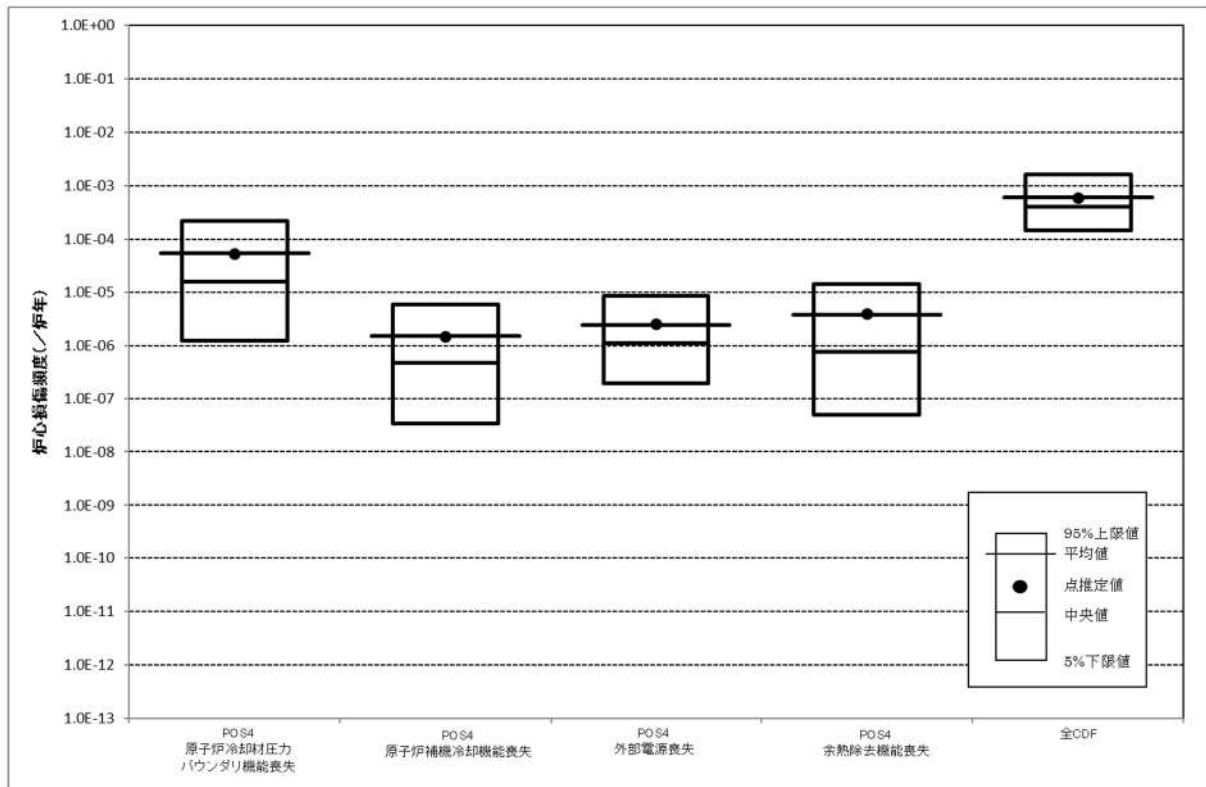 1.0E+00
1.0E-01
1.0E-02
1.0E-03
1.0E-04
1.0E-05
1.0E-06
1.0E-07
1.0E-08
1.0E-09
1.0E-10
1.0E-11
1.0E-12
1.0E-13
炉心損傷頻度(／炉年)
95%上限値
平均値
点推定値
中央値
5%下限値
POS4
原子炉冷却材圧力
バウンダリ機能喪失
POS4
原子炉補機冷却機能喪失
POS4
外部電源喪失
POS4
余熱除去機能喪失
全CDF